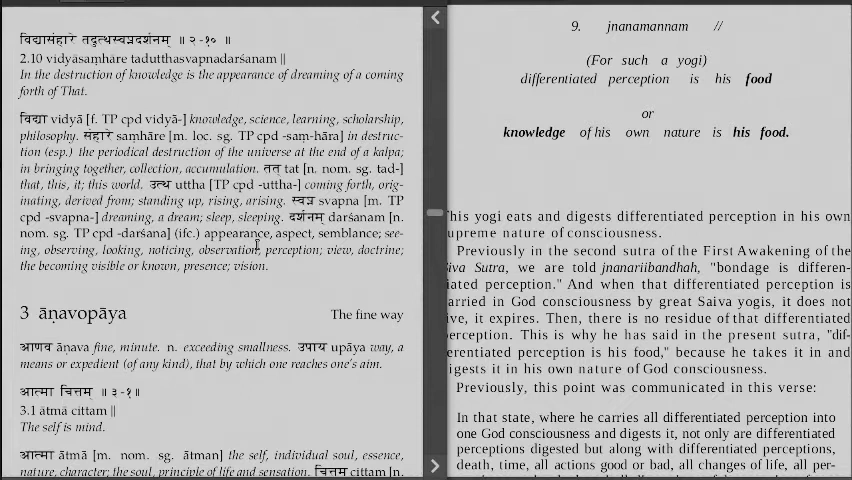 विद्यासंहारे तदुत्थस्वप्नदर्शनम् ॥ २-१० ॥
2.10 vidyāsaṃhāre tadutthasvapnadarśanam ||
In the destruction of knowledge is the appearance of dreaming of a coming
forth of That.
विद्या vidyā [f. TP cpd vidyā-] knowledge, science, learning, scholarship,
philosophy. संहारे saṃhāre [m. loc. sg. TP cpd -saṃ-hāra] in destruc-
tion (esp.) the periodical destruction of the universe at the end of a kalpa;
in bringing together, collection, accumulation. तत् tat [n. nom. sg. tad-]
that, this, it; this world. उत्थ uttha [TP cpd -uttha-] coming forth, orig-
inating, derived from; standing up, rising, arising. स्वप्न svapna [m. TP
cpd -svapna-] dreaming, a dream; sleep, sleeping. दर्शनम् darśanam [n.
nom. sg. TP cpd -darśana] (ifc.) appearance, aspect, semblance; see-
ing, observing, looking, noticing, observation, perception; view, doctrine;
the becoming visible or known, presence; vision.
3 āṇavopāya The fine way
आणव āṇava fine, minute. n. exceeding smallness. उपाय upāya way, a
means or expedient (of any kind), that by which one reaches one's aim.
आत्मा चित्तम् ॥ ३-१॥
3.1 ātmā cittam ||
The self is mind.
आत्मा ātmā [m. nom. sg. ātman] the self, individual soul, essence,
nature, character; the soul, principle of life and sensation. चित्तम् cittam [n.
9. jnanamannam //
(For such a yogi)
differentiated perception is his food
or
knowledge of his own nature is his food.
This yogi eats and digests differentiated perception in his own
upreme nature of consciousness.
Previously in the second sutra of the First Awakening of the
Siva Sutra, we are told jnanariibandhah, "bondage is differen-
iated perception." And when that differentiated perception is
arried in God consciousness by great Saiva yogis, it does not
ive, it expires. Then, there is no residue of that differentiated
erception. This is why he has said in the present sutra, "dif-
erentiated perception is his food," because he takes it in and
igests it in his own nature of God consciousness.
Previously, this point was communicated in this verse:
In that state, where he carries all differentiated perception into
one God consciousness and digests it, not only are differentiated
perceptions digested but along with differentiated perceptions,
death, time, all actions good or bad, all changes of life, all per-